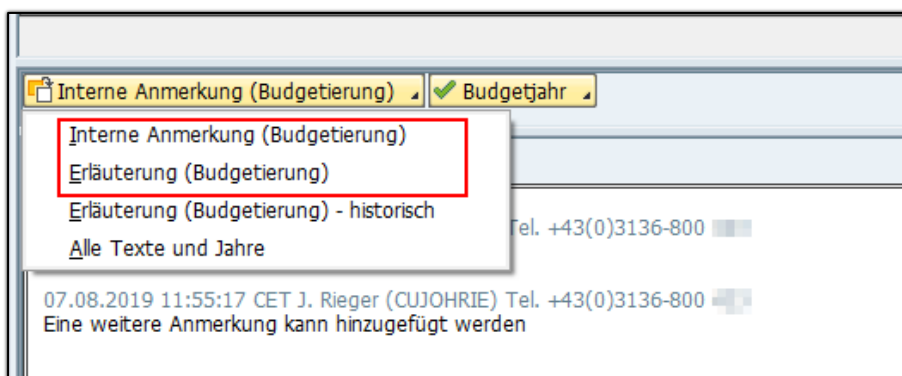 Interne Anmerkung (Budgetierung) Budgetjahr
Interne Anmerkung (Budgetierung)
Erläuterung (Budgetierung)
Erläuterung (Budgetierung) - historisch
Tel. +43(0)3136-800
Alle Texte und Jahre
07.08.2019 11:55:17 CET J. Rieger (CUJOHRIE) Tel. +43(0)3136-800
Eine weitere Anmerkung kann hinzugefügt werden